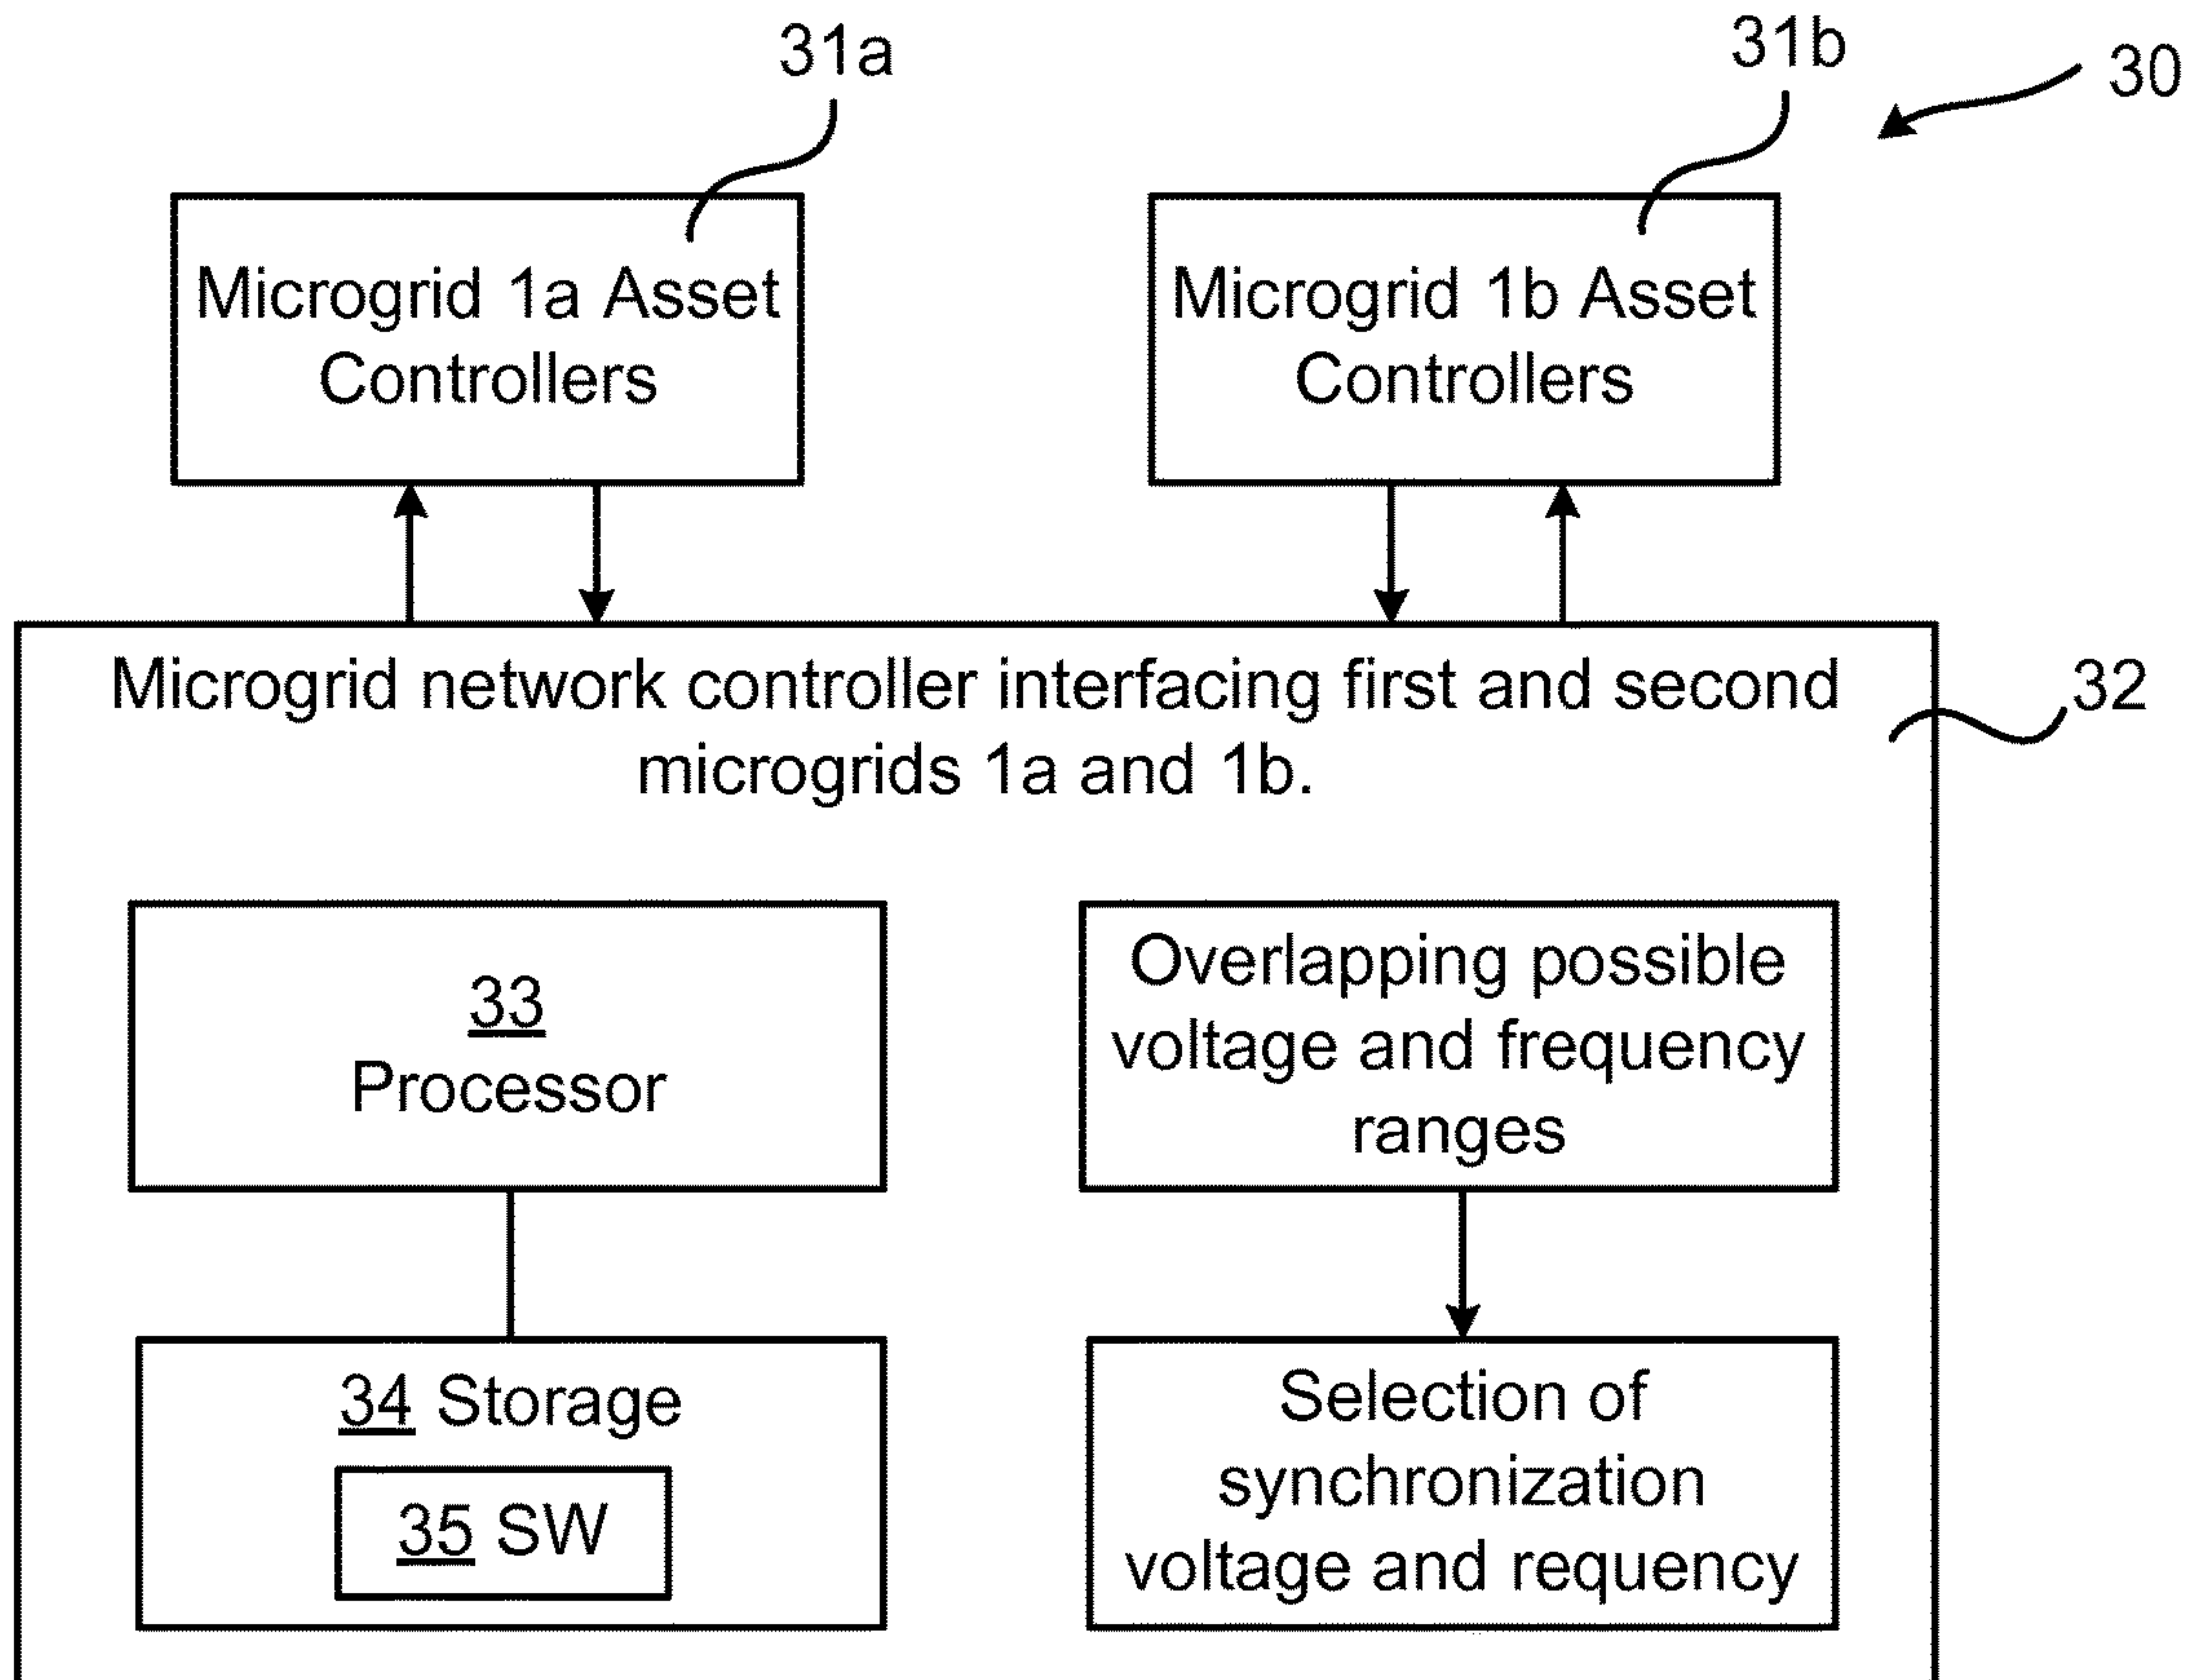 31a
31b
30
Microgrid 1a Asset
Controllers
Microgrid 1b Asset
Controllers
Microgrid network controller interfacing first and second
microgrids 1a and 1b.
32
33
Processor
Overlapping possible
voltage and frequency
ranges
34 Storage
35 SW
Selection of
synchronization
voltage and requency